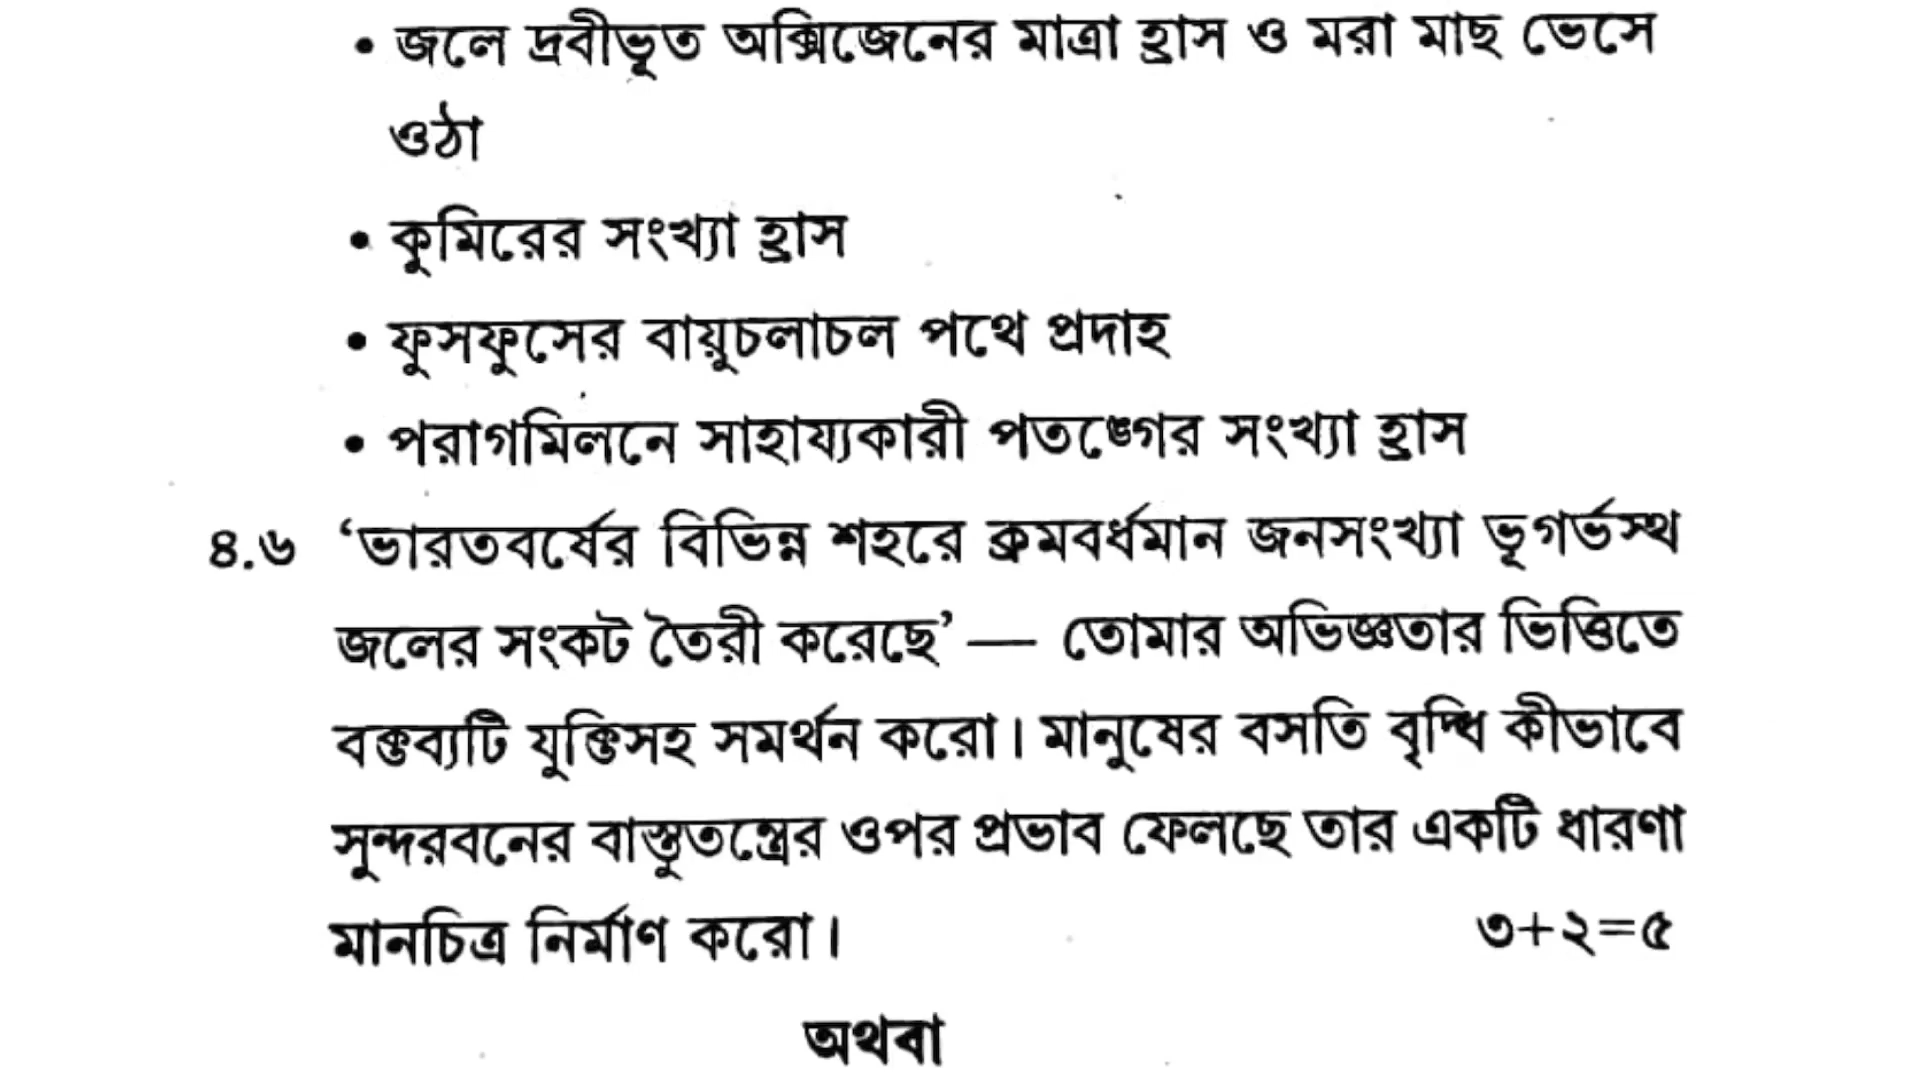 • জলে দ্রবীভূত অক্সিজেনের মাত্রা হ্রাস ও মরা মাছ ভেসে
ওঠা
• কুমিরের সংখ্যা হ্রাস
• ফুসফুসের বায়ুচলাচল পথে প্রদাহ
• পরাগমিলনে সাহায্যকারী পতঙ্গের সংখ্যা হ্রাস
৪.৬ ‘ভারতবর্ষের বিভিন্ন শহরে ক্রমবর্ধমান জনসংখ্যা ভূগর্ভস্থ
জলের সংকট তৈরী করেছে’ — তোমার অভিজ্ঞতার ভিত্তিতে
বক্তব্যটি যুক্তিসহ সমর্থন করো। মানুষের বসতি বৃদ্ধি কীভাবে
সুন্দরবনের বাস্তুতন্ত্রের ওপর প্রভাব ফেলছে তার একটি ধারণা
মানচিত্র নির্মাণ করো। ৩+২=৫
অথবা